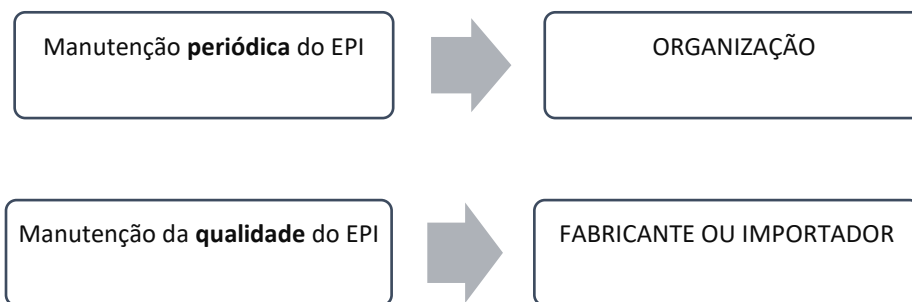 Manutenção periódica do EPI
ORGANIZAÇÃO
Manutenção da qualidade do EPI
FABRICANTE OU IMPORTADOR